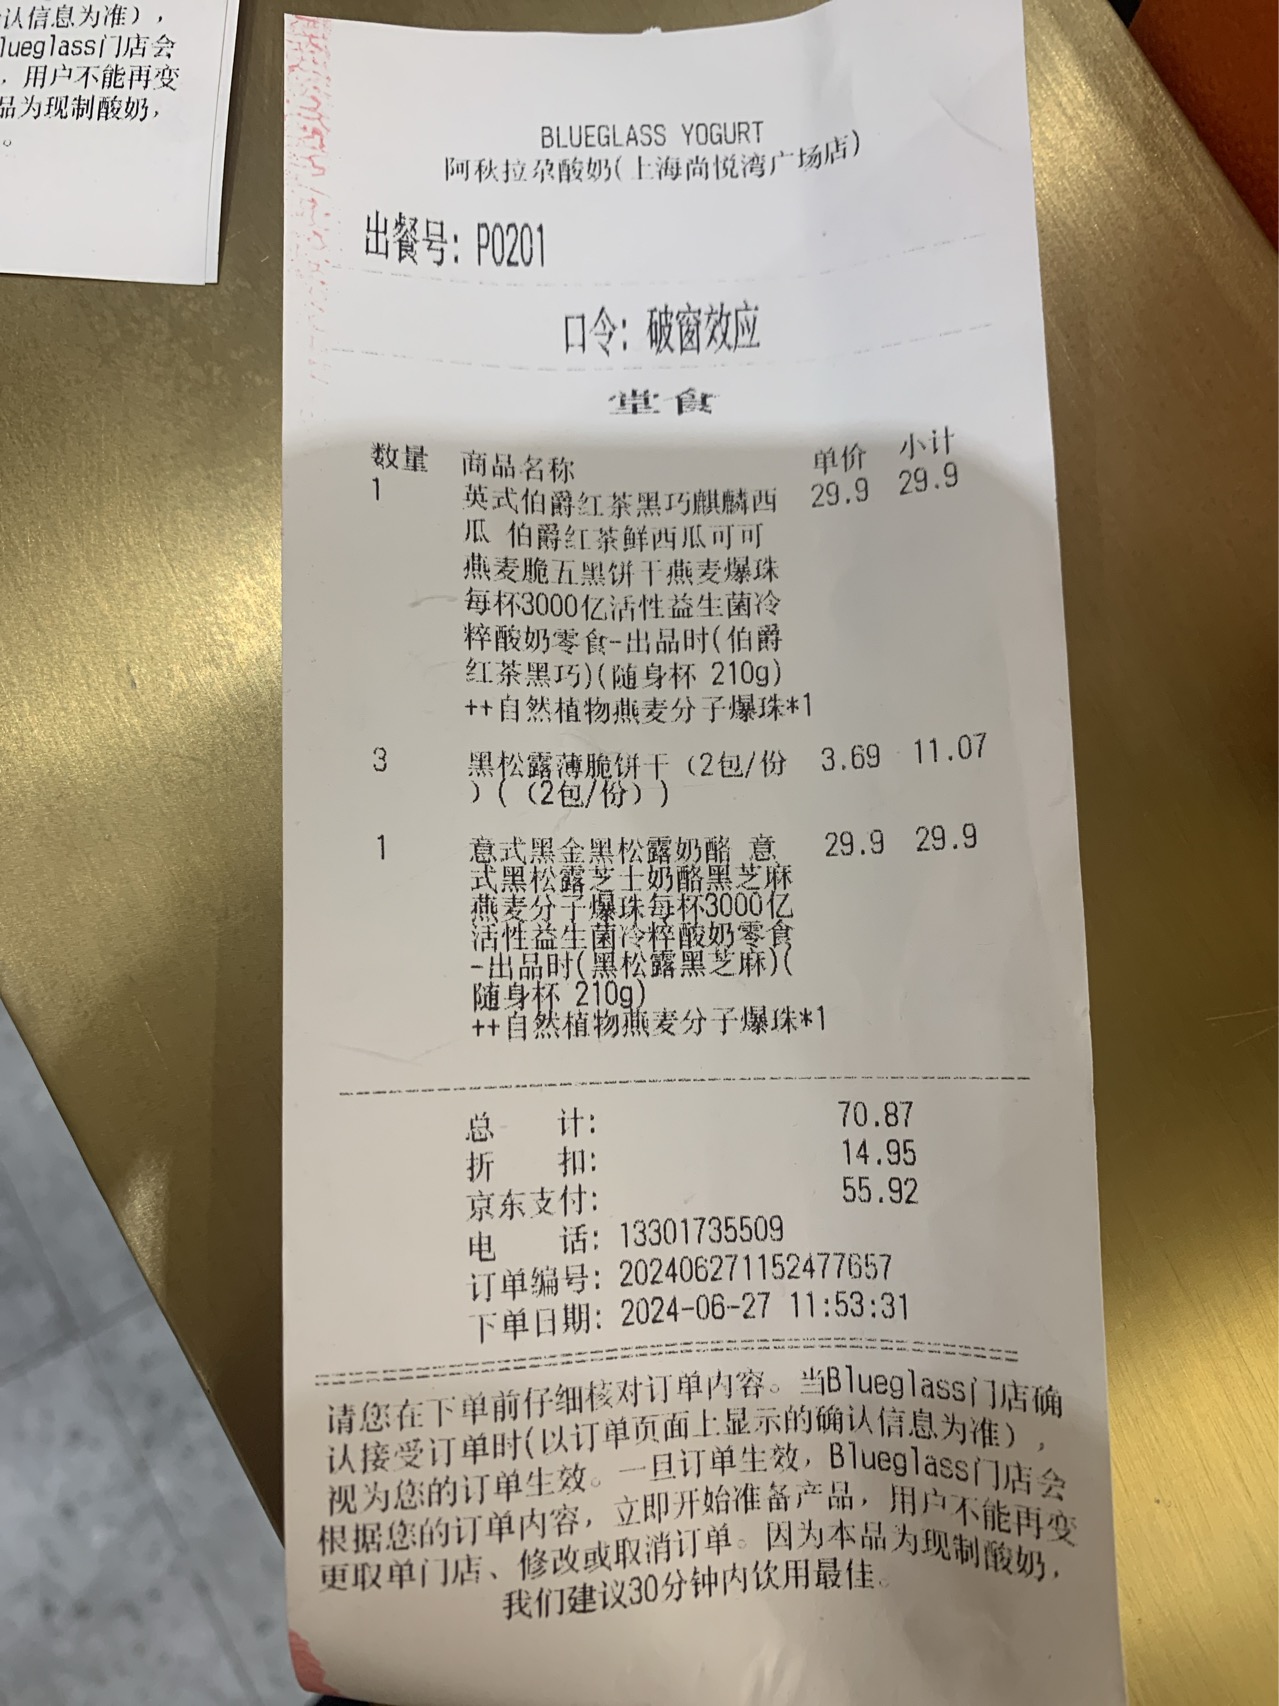 认信息为准),
lueglass门店会
,用户不能再变
品为现制酸奶,
。
BLUEGLASS YOGURT
阿秋拉尕酸奶(上海尚悦湾广场店)
出餐号: P0201
口令: 破窗效应
堂食
数量 商品名称 单价 小计
1 英式伯爵红茶黑巧麒麟西 29.9 29.9
瓜 伯爵红茶鲜西瓜可可
燕麦脆五黑饼干燕麦爆珠
每杯3000亿活性益生菌冷
粹酸奶零食-出品时(伯爵
红茶黑巧)(随身杯 210g)
++自然植物燕麦分子爆珠*1
3 黑松露薄脆饼干(2包/份 3.69 11.07
)((2包/份))
1 意式黑金黑松露奶酪 意 29.9 29.9
式黑松露芝士奶酪黑芝麻
燕麦分子爆珠每杯3000亿
活性益生菌冷粹酸奶零食
-出品时(黑松露黑芝麻)(
随身杯 210g)
++自然植物燕麦分子爆珠*1
总 计: 70.87
折 扣: 14.95
京东支付: 55.92
电 话: 13301735509
订单编号: 202406271152477657
下单日期: 2024-06-27 11:53:31
请您在下单前仔细核对订单内容。当Blueglass门店确
认接受订单时(以订单页面上显示的确认信息为准),
视为您的订单生效。一旦订单生效,Blueglass门店会
根据您的订单内容,立即开始准备产品,用户不能再变
更取单门店、修改或取消订单。因为本品为现制酸奶,
我们建议30分钟内饮用最佳。